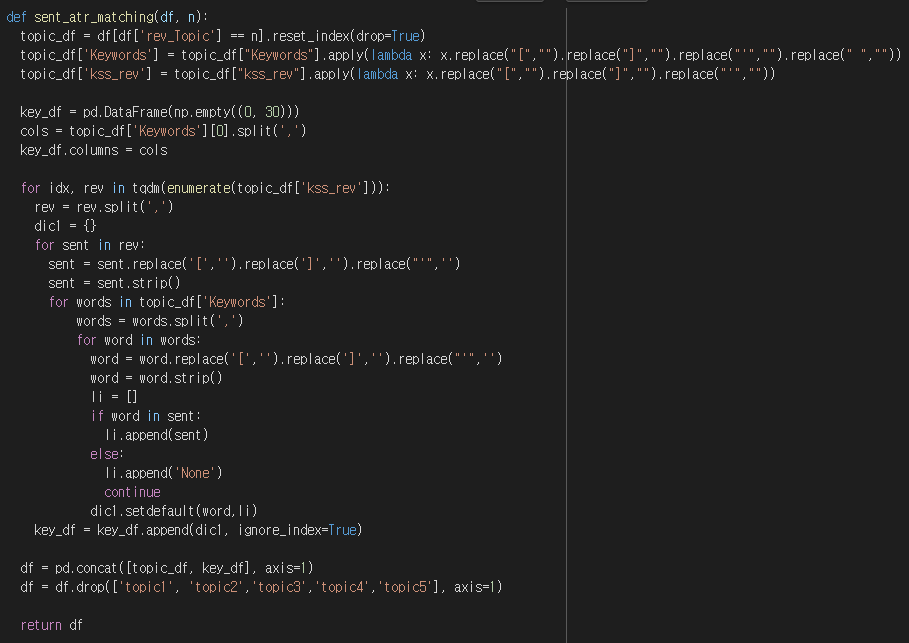 def sent_atr_matching(df, n):
  topic_df = df[df['rev_Topic'] == n].reset_index(drop=True)
  topic_df['Keywords'] = topic_df["Keywords"].apply(lambda x: x.replace("[","").replace("]","").replace("'","").replace(" ",""))
  topic_df['kss_rev'] = topic_df["kss_rev"].apply(lambda x: x.replace("[","").replace("]","").replace("'",""))

  key_df = pd.DataFrame(np.empty((0, 30)))
  cols = topic_df['Keywords'][0].split(',')
  key_df.columns = cols

  for idx, rev in tqdm(enumerate(topic_df['kss_rev'])):
    rev = rev.split(',')
    dic1 = {}
    for sent in rev:
      sent = sent.replace('[','').replace(']','').replace("'",'')
      sent = sent.strip()
      for words in topic_df['Keywords']:
          words = words.split(',')
          for word in words:
            word = word.replace('[','').replace(']','').replace("'",'')
            word = word.strip()
            li = []
            if word in sent:
              li.append(sent)
            else:
              li.append('None')
              continue
            dic1.setdefault(word,li)
    key_df = key_df.append(dic1, ignore_index=True)

  df = pd.concat([topic_df, key_df], axis=1)
  df = df.drop(['topic1', 'topic2','topic3','topic4','topic5'], axis=1)

  return df